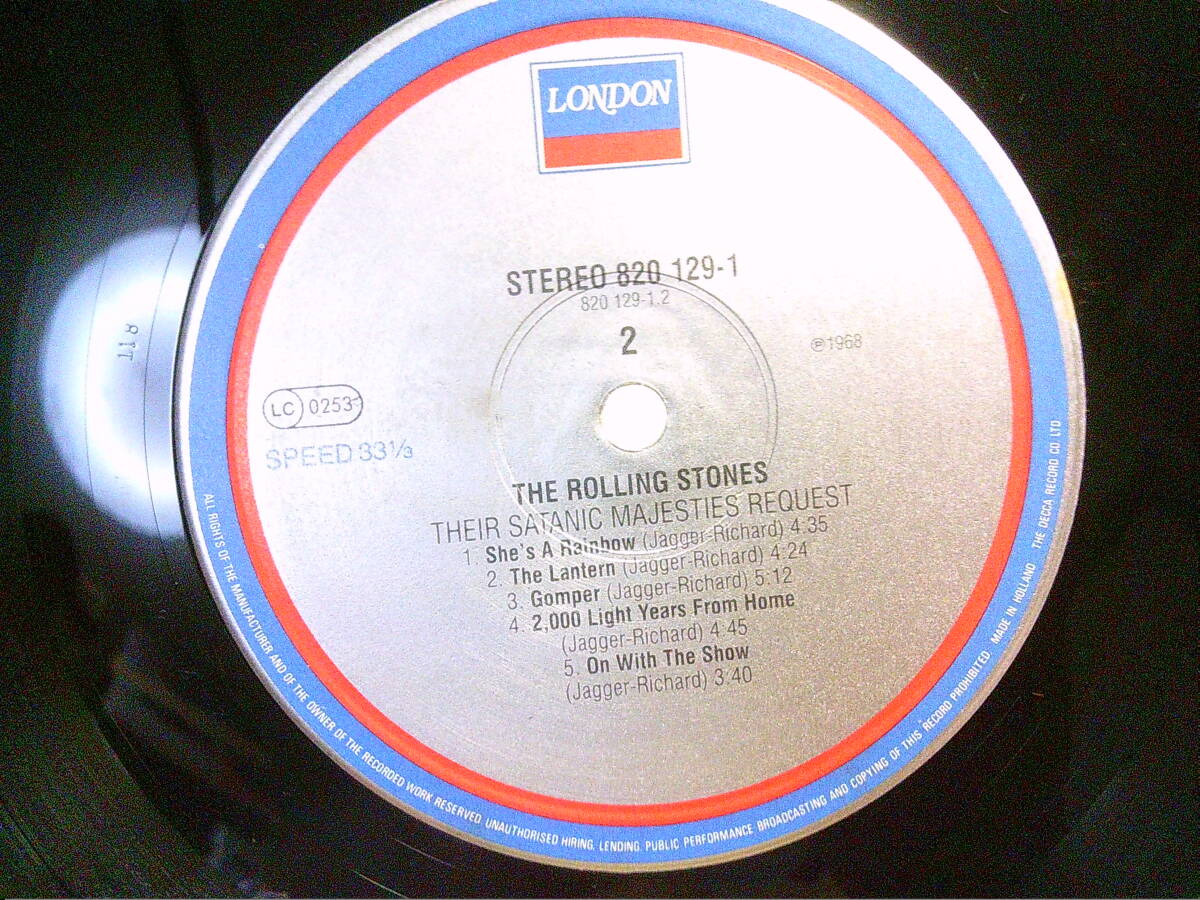 LONDON
STEREO 820 129-1
820 129-1.2
2
℗1968
LC 0253
SPEED 33⅓
118
THE ROLLING STONES
THEIR SATANIC MAJESTIES REQUEST
1. She's A Rainbow (Jagger-Richard) 4:35
2. The Lantern (Jagger-Richard) 4:24
3. Gomper (Jagger-Richard) 5:12
4. 2,000 Light Years From Home
(Jagger-Richard) 4:45
5. On With The Show
(Jagger-Richard) 3:40
ALL RIGHTS OF THE MANUFACTURER AND OF THE OWNER OF THE RECORDED WORK RESERVED. UNAUTHORISED HIRING, LENDING, PUBLIC PERFORMANCE BROADCASTING AND COPYING OF THIS RECORD PROHIBITED. MADE IN HOLLAND THE DECCA RECORD CO LTD